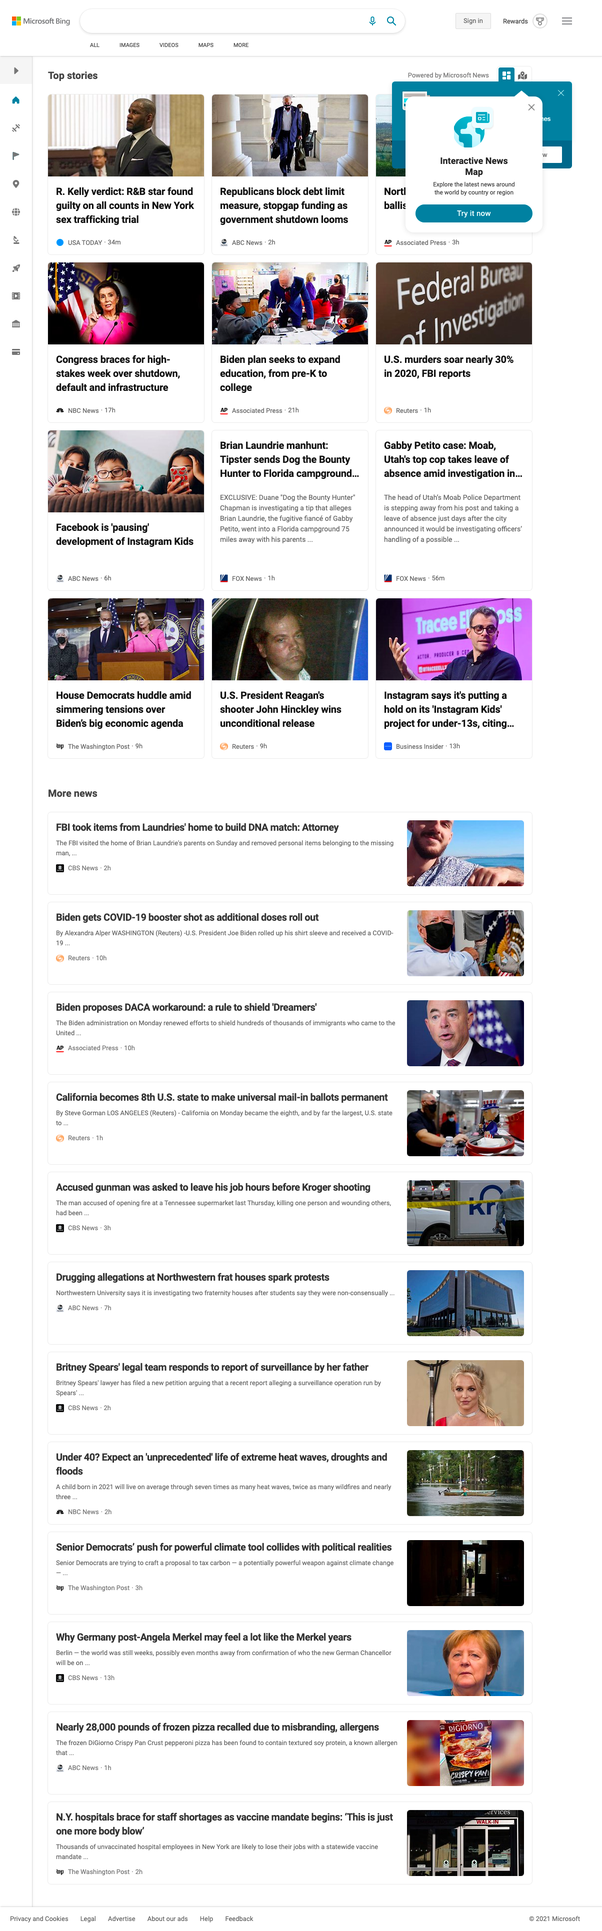 Microsoft Bing
Sign in
Rewards
ALL
IMAGES
VIDEOS
MAPS
MORE
Top stories
Powered by Microsoft News
Interactive News
Map
Explore the latest news around
the world by country or region
Try it now
R. Kelly verdict: R&B star found
guilty on all counts in New York
sex trafficking trial
USA TODAY · 34m
Republicans block debt limit
measure, stopgap funding as
government shutdown looms
ABC News · 2h
AP Associated Press · 3h
Congress braces for high-
stakes week over shutdown,
default and infrastructure
NBC News · 17h
Biden plan seeks to expand
education, from pre-K to
college
AP Associated Press · 21h
Federal Bureau
of Investigation
U.S. murders soar nearly 30%
in 2020, FBI reports
Reuters · 1h
Facebook is 'pausing'
development of Instagram Kids
ABC News · 6h
Brian Laundrie manhunt:
Tipster sends Dog the Bounty
Hunter to Florida campground...
EXCLUSIVE: Duane "Dog the Bounty Hunter"
Chapman is investigating a tip that alleges
Brian Laundrie, the fugitive fiancé of Gabby
Petito, went into a Florida campground 75
miles away with his parents ...
FOX News · 1h
Gabby Petito case: Moab,
Utah's top cop takes leave of
absence amid investigation in...
The head of Utah's Moab Police Department
is stepping away from his post and taking a
leave of absence just days after the city
announced it would be investigating officers'
handling of a possible ...
FOX News · 56m
House Democrats huddle amid
simmering tensions over
Biden's big economic agenda
wp The Washington Post · 9h
U.S. President Reagan's
shooter John Hinckley wins
unconditional release
Reuters · 9h
Tracee
Instagram says it's putting a
hold on its 'Instagram Kids'
project for under-13s, citing...
Business Insider · 13h
More news
FBI took items from Laundries' home to build DNA match: Attorney
The FBI visited the home of Brian Laundrie's parents on Sunday and removed personal items belonging to the missing
man, ...
CBS News · 2h
Biden gets COVID-19 booster shot as additional doses roll out
By Alexandra Alper WASHINGTON (Reuters) -U.S. President Joe Biden rolled up his shirt sleeve and received a COVID-
19 ...
Reuters · 10h
Biden proposes DACA workaround: a rule to shield 'Dreamers'
The Biden administration on Monday renewed efforts to shield hundreds of thousands of immigrants who came to the
United ...
AP Associated Press · 10h
California becomes 8th U.S. state to make universal mail-in ballots permanent
By Steve Gorman LOS ANGELES (Reuters) - California on Monday became the eighth, and by far the largest, U.S. state
to ...
Reuters · 1h
Accused gunman was asked to leave his job hours before Kroger shooting
The man accused of opening fire at a Tennessee supermarket last Thursday, killing one person and wounding others,
had been ...
CBS News · 3h
Drugging allegations at Northwestern frat houses spark protests
Northwestern University says it is investigating two fraternity houses after students say they were non-consensually ...
ABC News · 7h
Britney Spears' legal team responds to report of surveillance by her father
Britney Spears' lawyer has filed a new petition arguing that a recent report alleging a surveillance operation run by
Spears' ...
CBS News · 2h
Under 40? Expect an 'unprecedented' life of extreme heat waves, droughts and
floods
A child born in 2021 will live on average through seven times as many heat waves, twice as many wildfires and nearly
three ...
NBC News · 2h
Senior Democrats' push for powerful climate tool collides with political realities
Senior Democrats are trying to craft a proposal to tax carbon — a potentially powerful weapon against climate change
— ...
wp The Washington Post · 3h
Why Germany post-Angela Merkel may feel a lot like the Merkel years
Berlin — the world was still weeks, possibly even months away from confirmation of who the new German Chancellor
will be on ...
CBS News · 13h
Nearly 28,000 pounds of frozen pizza recalled due to misbranding, allergens
The frozen DiGiorno Crispy Pan Crust pepperoni pizza has been found to contain textured soy protein, a known allergen
that ...
ABC News · 1h
DIGIORNO
CRISPY PAN
N.Y. hospitals brace for staff shortages as vaccine mandate begins: 'This is just
one more body blow'
Thousands of unvaccinated hospital employees in New York are likely to lose their jobs with a statewide vaccine
mandate ...
wp The Washington Post · 2h
WALK-IN
Privacy and Cookies
Legal
Advertise
About our ads
Help
Feedback
© 2021 Microsoft